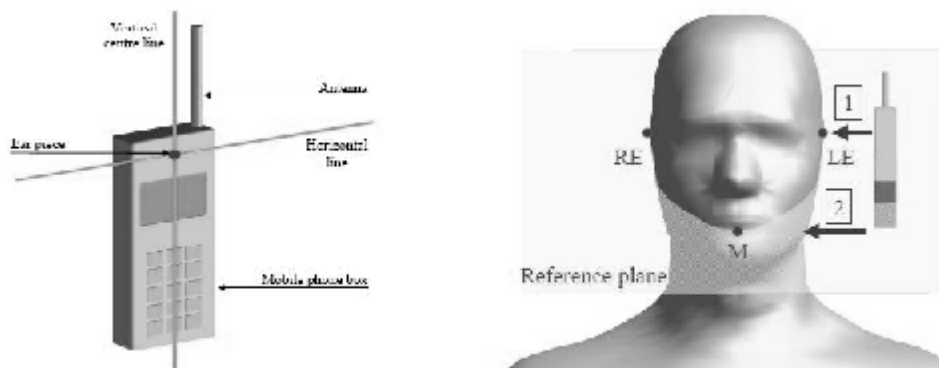 Vertical
centre line
Antenna
Ear piece
Horizontal
line
Mobile phone box
1
RE
LE
2
M
Reference plane